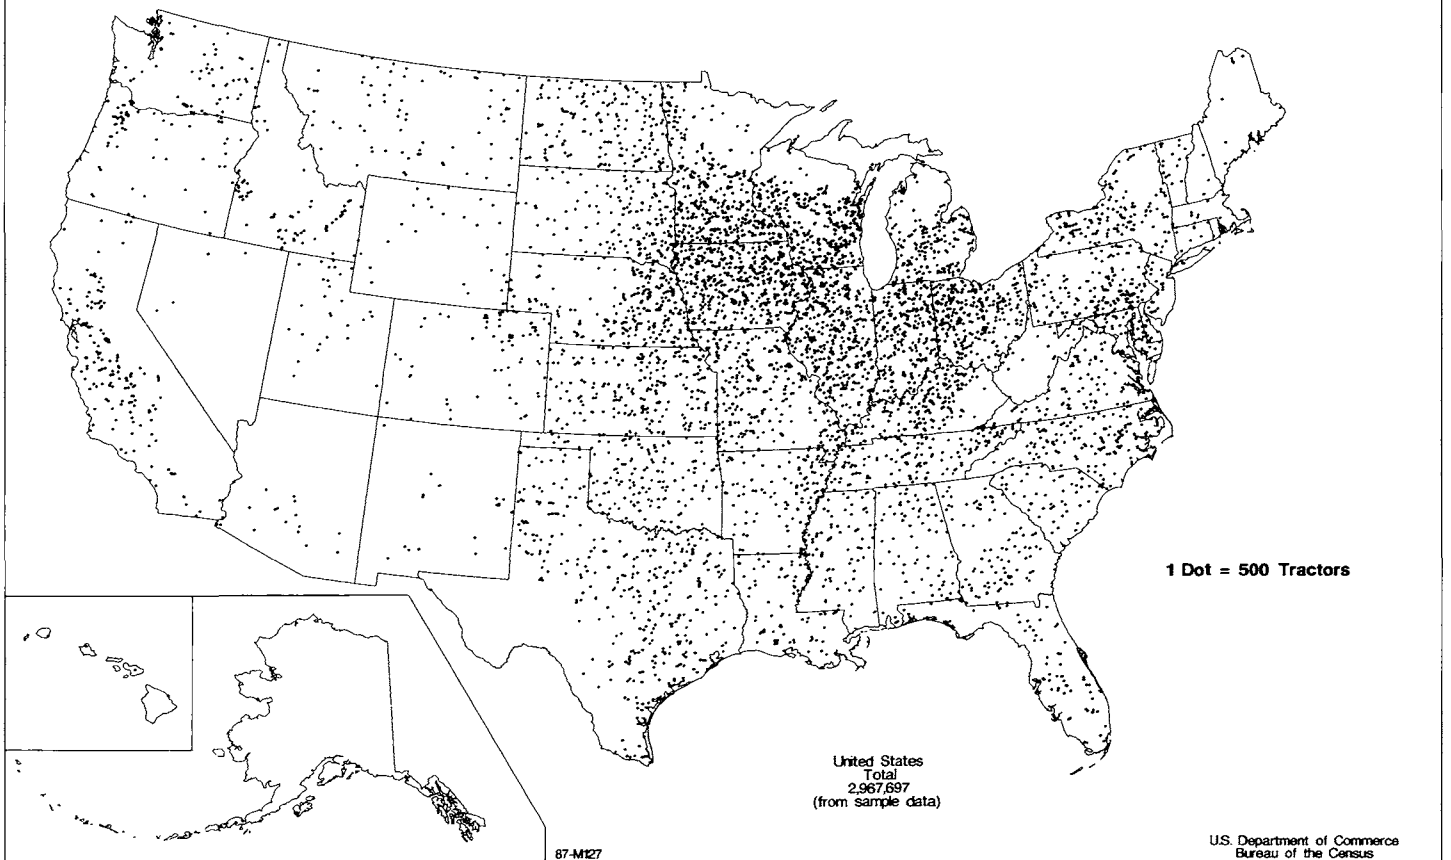 1 Dot = 500 Tractors
United States
Total
2,967,697
(from sample data)
87-M127
U.S. Department of Commerce
Bureau of the Census